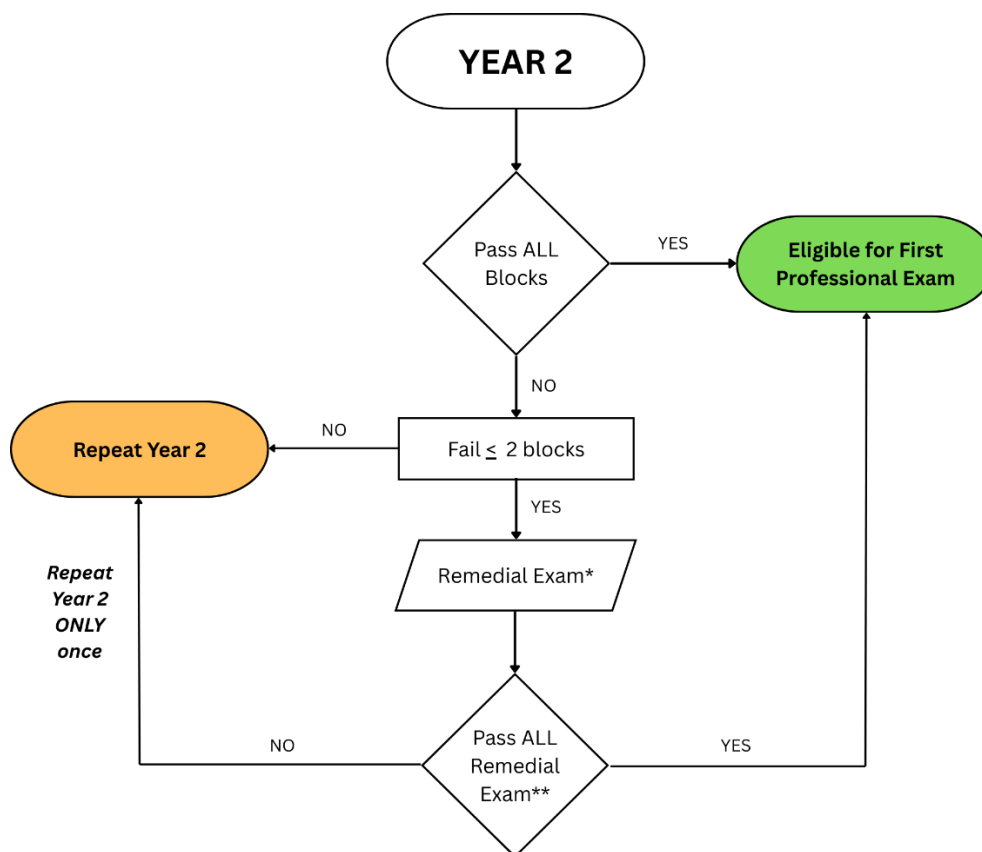 YEAR 2
Pass ALL
Blocks
YES
Eligible for First
Professional Exam
NO
Fail ≤ 2 blocks
NO
Repeat Year 2
YES
Remedial Exam*
Repeat
Year 2
ONLY
once
Pass ALL
Remedial
Exam**
NO
YES